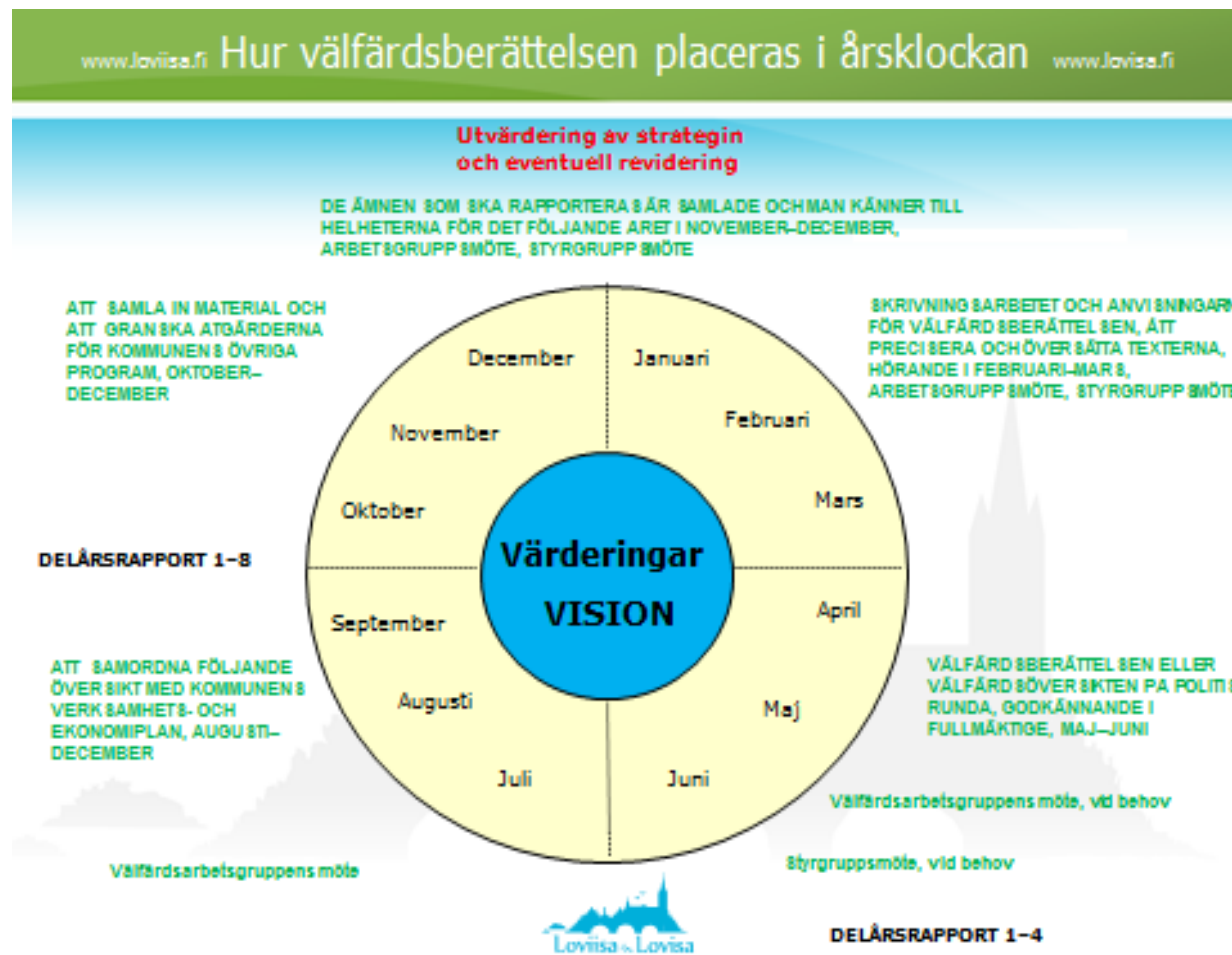 www.loviisa.fi Hur välfärdsberättelsen placeras i årsklockan www.lovisa.fi
Utvärdering av strategin
och eventuell revidering
DE ÄMNEN SOM SKA RAPPORTERAS ÄR SAMLADE OCH MAN KÄNNER TILL
HELHETERNA FÖR DET FÖLJANDE ARET I NOVEMBER–DECEMBER,
ARBETSGRUPPSMÖTE, STYRGRUPPSMÖTE
ATT SAMLA IN MATERIAL OCH
ATT GRANSKA ATGÄRDERNA
FÖR KOMMUNENS ÖVRIGA
PROGRAM, OKTOBER–
DECEMBER
SKRIVNINGSARBETET OCH ANVISNINGARN
FÖR VÄLFÄRDSBERÄTTELSEN, ATT
PRECISERA OCH ÖVERSÄTTA TEXTERNA,
HÖRANDE I FEBRUARI-MARS,
ARBETSGRUPPSMÖTE, STYRGRUPPSMÖTE
December
Januari
November
Februari
Oktober
Mars
DELÅRSRAPPORT 1–8
Värderingar
VISION
September
April
Augusti
Maj
Juli
Juni
ATT SAMORDNA FÖLJANDE
ÖVERSIKT MED KOMMUNENS
VERKSAMHETS- OCH
EKONOMIPLAN, AUGUSTI–
DECEMBER
VÄLFÄRDSBERÄTTELSEN ELLER
VÄLFÄRDSÖVERSIKTEN PA POLITIS
RUNDA, GODKÄNNANDE I
FULLMÄKTIGE, MAJ–JUNI
Välfärdsarbetsgruppens möte, vid behov
Välfärdsarbetsgruppens möte
Styrgruppsmöte, vid behov
Loviisa Lovisa
DELÅRSRAPPORT 1–4